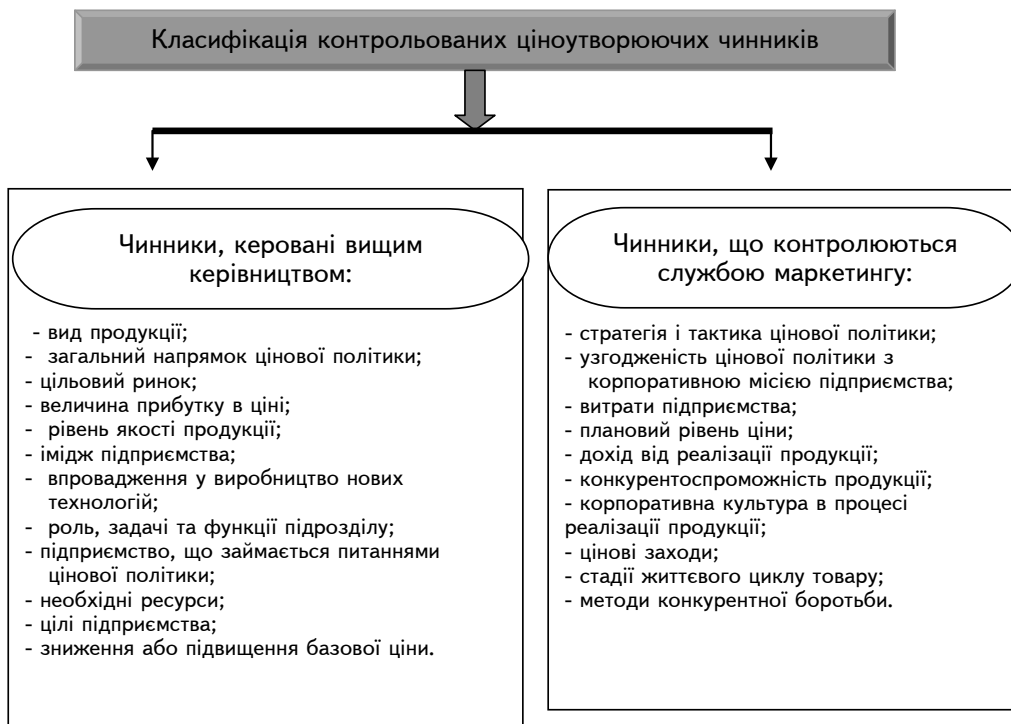 Класифікація контрольованих ціноутворюючих чинників
Чинники, керовані вищим
керівництвом:
- вид продукції;
- загальний напрямок цінової політики;
- цільовий ринок;
- величина прибутку в ціні;
- рівень якості продукції;
- імідж підприємства;
- впровадження у виробництво нових
технологій;
- роль, задачі та функції підрозділу;
- підприємство, що займається питаннями
цінової політики;
- необхідні ресурси;
- цілі підприємства;
- зниження або підвищення базової ціни.
Чинники, що контролюються
службою маркетингу:
- стратегія і тактика цінової політики;
- узгодженість цінової політики з
корпоративною місією підприємства;
- витрати підприємства;
- плановий рівень ціни;
- дохід від реалізації продукції;
- конкурентоспроможність продукції;
- корпоративна культура в процесі
реалізації продукції;
- цінові заходи;
- стадії життєвого циклу товару;
- методи конкурентної боротьби.